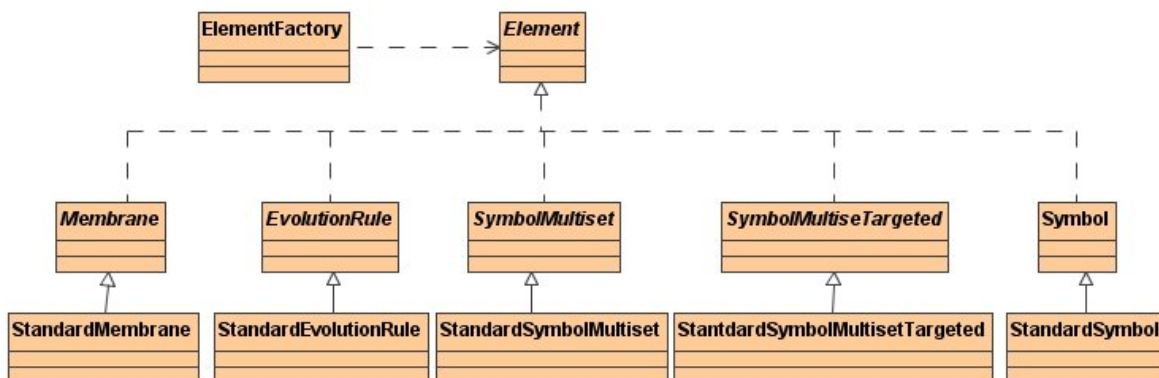 ElementFactory Element
Membrane EvolutionRule SymbolMultiset SymbolMultiseTargeted Symbol
StandardMembrane StandardEvolutionRule StandardSymbolMultiset StantdardSymbolMultisetTargeted StandardSymbol